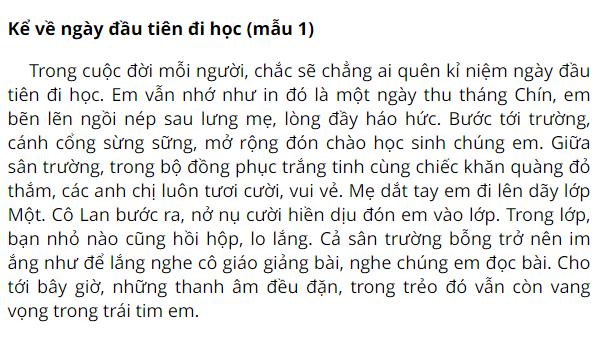 Kể về ngày đầu tiên đi học (mẫu 1)
Trong cuộc đời mỗi người, chắc sẽ chẳng ai quên kỉ niệm ngày đầu
tiên đi học. Em vẫn nhớ như in đó là một ngày thu tháng Chín, em
bẽn lẽn ngồi nép sau lưng mẹ, lòng đầy háo hức. Bước tới trường,
cánh cổng sừng sững, mở rộng đón chào học sinh chúng em. Giữa
sân trường, trong bộ đồng phục trắng tinh cùng chiếc khăn quàng đỏ
thắm, các anh chị luôn tươi cười, vui vẻ. Mẹ dắt tay em đi lên dãy lớp
Một. Cô Lan bước ra, nở nụ cười hiền dịu đón em vào lớp. Trong lớp,
bạn nhỏ nào cũng hồi hộp, lo lắng. Cả sân trường bỗng trở nên im
ắng như để lắng nghe cô giáo giảng bài, nghe chúng em đọc bài. Cho
tới bây giờ, những thanh âm đều đặn, trong trẻo đó vẫn còn vang
vọng trong trái tim em.